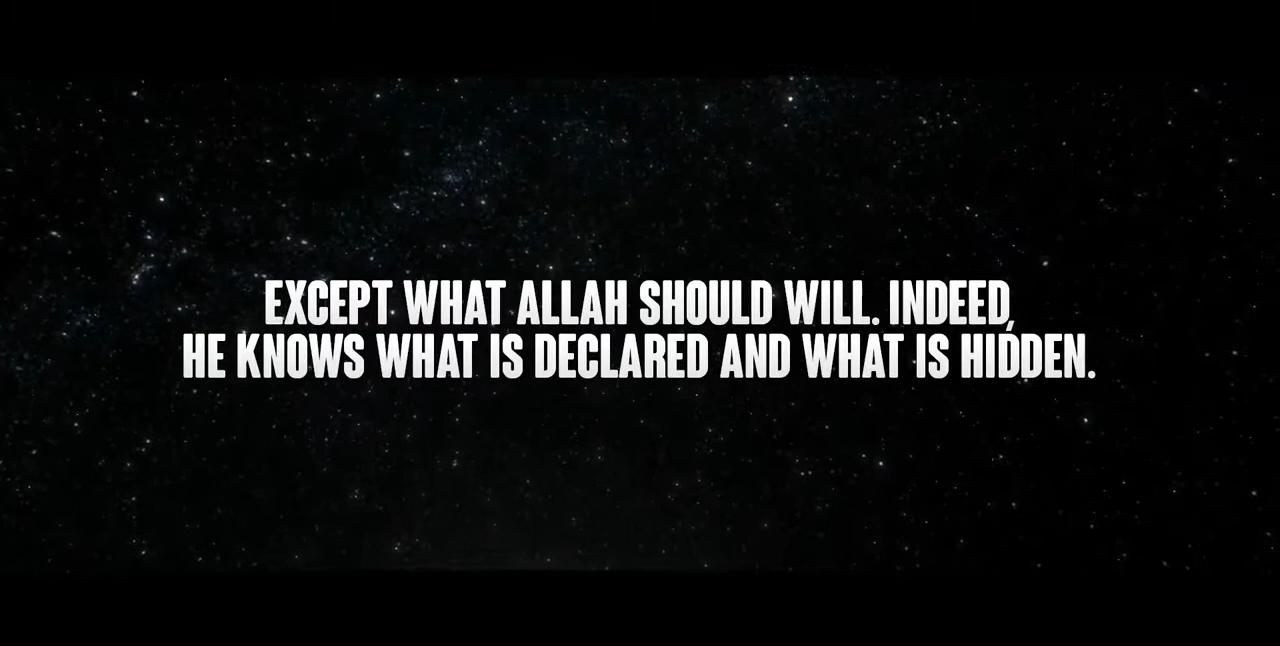 EXCEPT WHAT ALLAH SHOULD WILL. INDEED,
HE KNOWS WHAT IS DECLARED AND WHAT IS HIDDEN.